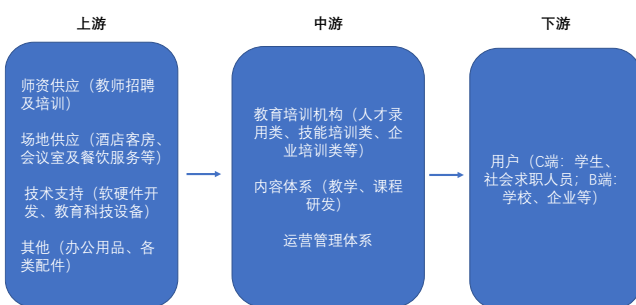 上游
中游
下游
师资供应（教师招聘
及培训）
场地供应（酒店客房、
会议室及餐饮服务等）
技术支持（软硬件开
发、教育科技设备）
其他（办公用品、各
类配件）
教育培训机构（人才录
用类、技能培训类、企
业培训类等）
内容体系（教学、课程
研发）
运营管理体系
用户（C端：学生、
社会求职人员；B端：
学校、企业等）